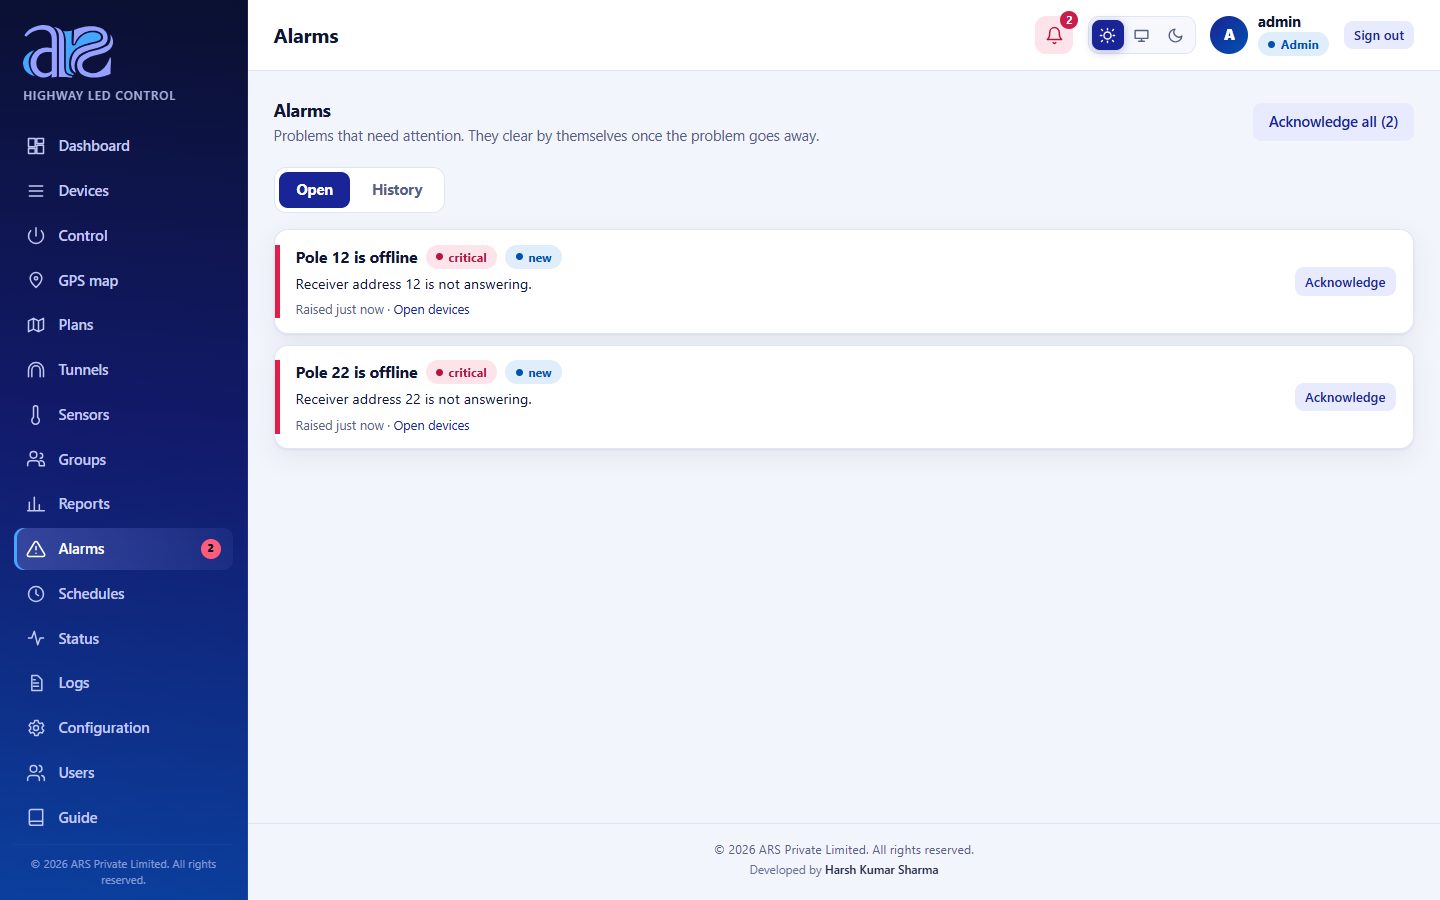 ars
HIGHWAY LED CONTROL
Dashboard
Devices
Control
GPS map
Plans
Tunnels
Sensors
Groups
Reports
Alarms 2
Schedules
Status
Logs
Configuration
Users
Guide
© 2026 ARS Private Limited. All rights
reserved.
Alarms
2
A
admin
Admin
Sign out
Alarms
Problems that need attention. They clear by themselves once the problem goes away.
Acknowledge all (2)
Open History
Pole 12 is offline critical new
Receiver address 12 is not answering.
Raised just now · Open devices
Acknowledge
Pole 22 is offline critical new
Receiver address 22 is not answering.
Raised just now · Open devices
Acknowledge
© 2026 ARS Private Limited. All rights reserved.
Developed by Harsh Kumar Sharma